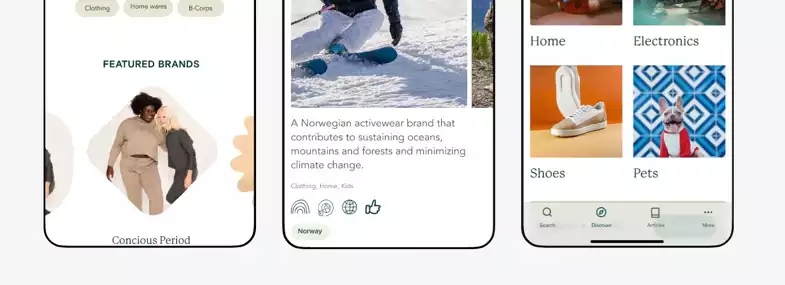 Clothing
Home wares
B-Corps
FEATURED BRANDS
Concious Period
A Norwegian activewear brand that
contributes to sustaining oceans,
mountains and forests and minimizing
climate change.
Clothing, Home, Kids
Norway
Home
Electronics
Shoes
Pets
Search
Discover
Articles
More